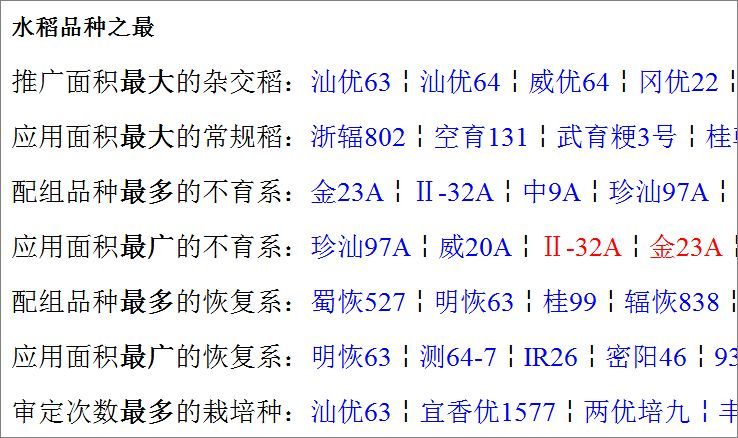 水稻品种之最
推广面积最大的杂交稻：汕优63 ¦ 汕优64 ¦ 威优64 ¦ 冈优22 ¦
应用面积最大的常规稻：浙辐802 ¦ 空育131 ¦ 武育粳3号 ¦ 桂
配组品种最多的不育系：金23A ¦ Ⅱ-32A ¦ 中9A ¦ 珍汕97A ¦
应用面积最广的不育系：珍汕97A ¦ 威20A ¦ Ⅱ-32A ¦ 金23A ¦
配组品种最多的恢复系：蜀恢527 ¦ 明恢63 ¦ 桂99 ¦ 辐恢838 ¦
应用面积最广的恢复系：明恢63 ¦ 测64-7 ¦ IR26 ¦ 密阳46 ¦ 93
审定次数最多的栽培种：汕优63 ¦ 宜香优1577 ¦ 两优培九 ¦ 丰